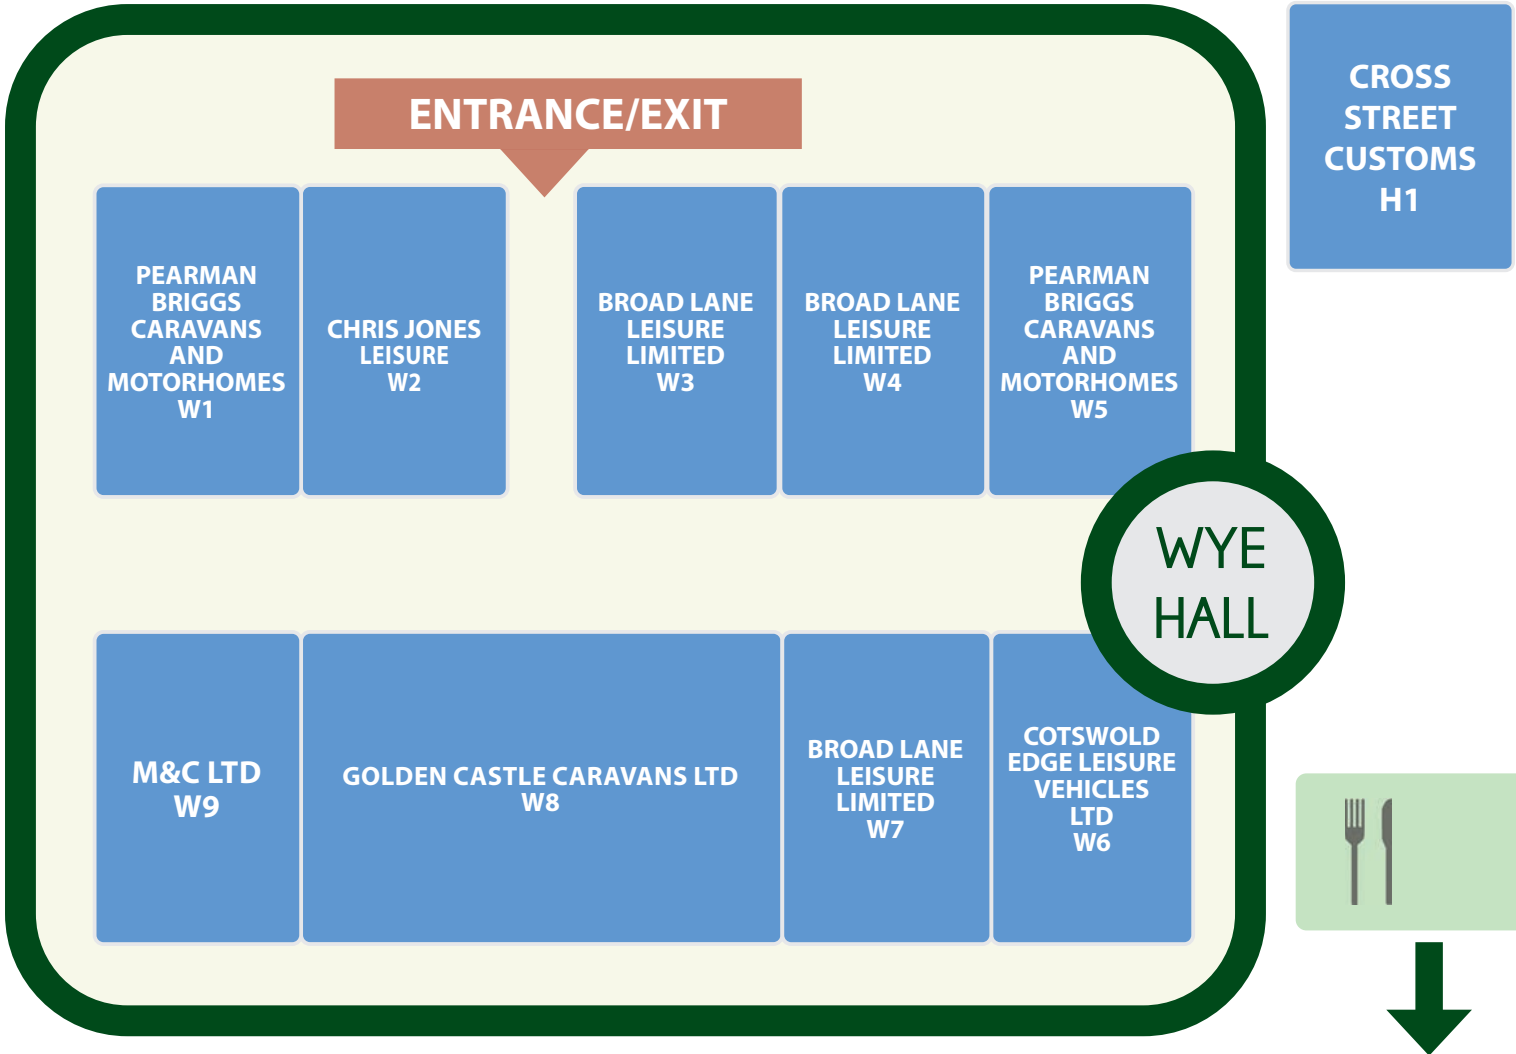 ENTRANCE/EXIT
CROSS
STREET
CUSTOMS
H1
PEARMAN
BRIGGS
CARAVANS
AND
MOTORHOMES
W1
CHRIS JONES
LEISURE
W2
BROAD LANE
LEISURE
LIMITED
W3
BROAD LANE
LEISURE
LIMITED
W4
PEARMAN
BRIGGS
CARAVANS
AND
MOTORHOMES
W5
WYE
HALL
M&C LTD
W9
GOLDEN CASTLE CARAVANS LTD
W8
BROAD LANE
LEISURE
LIMITED
W7
COTSWOLD
EDGE LEISURE
VEHICLES
LTD
W6